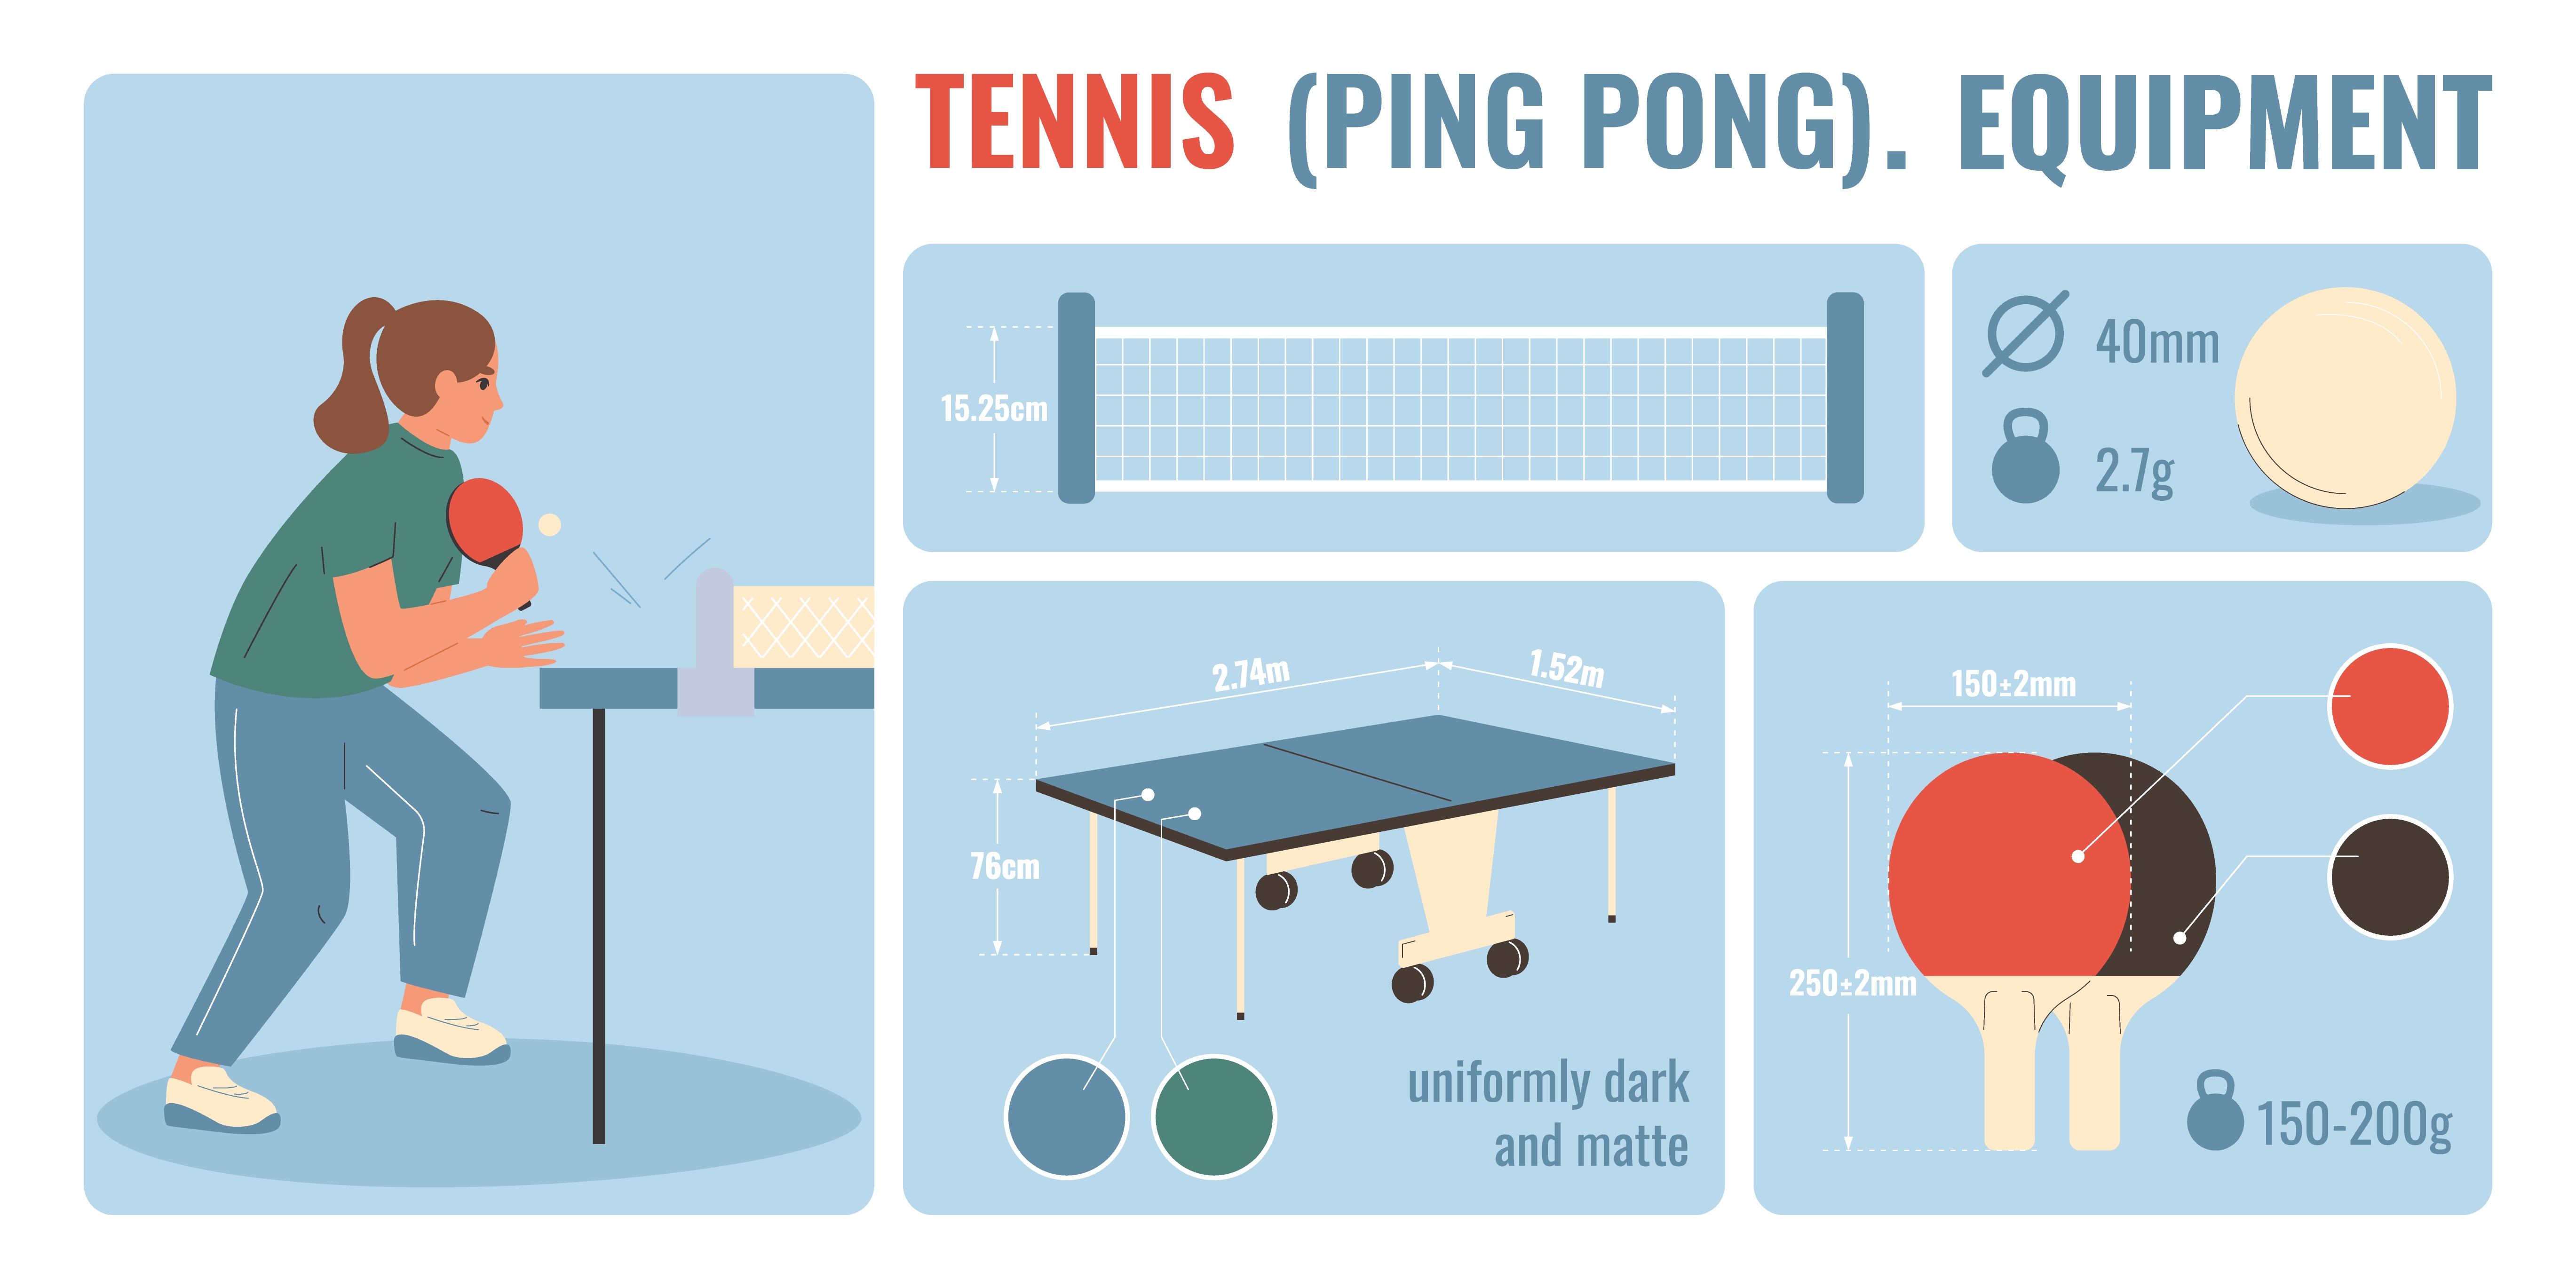 TENNIS (PING PONG). EQUIPMENT
15.25cm
40mm
2.7g
2.74m
1.52m
76cm
uniformly dark
and matte
150±2mm
250±2mm
150-200g